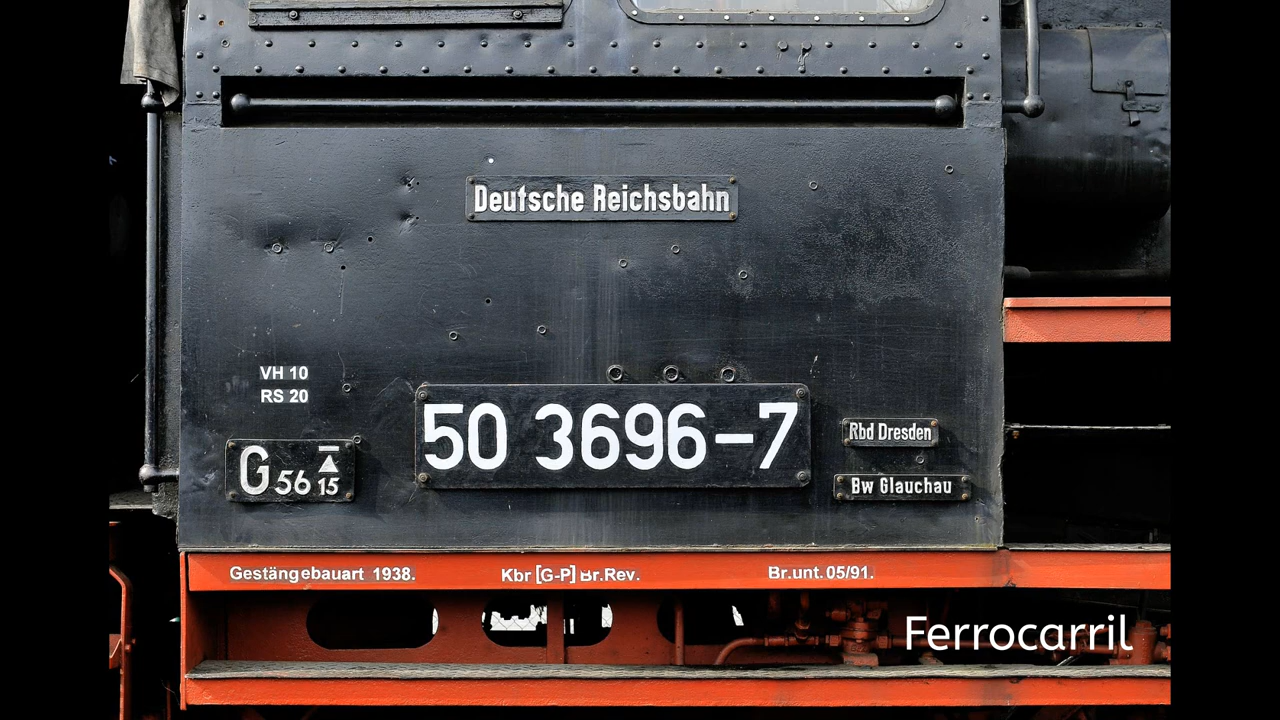 Deutsche Reichsbahn
VH 10
RS 20
50 3696-7
G 56 15
Rbd Dresden
Bw Glauchau
Gestängebauart 1938.
Kbr [G-P] Br.Rev.
Br.unt. 05/91.
Ferrocarril